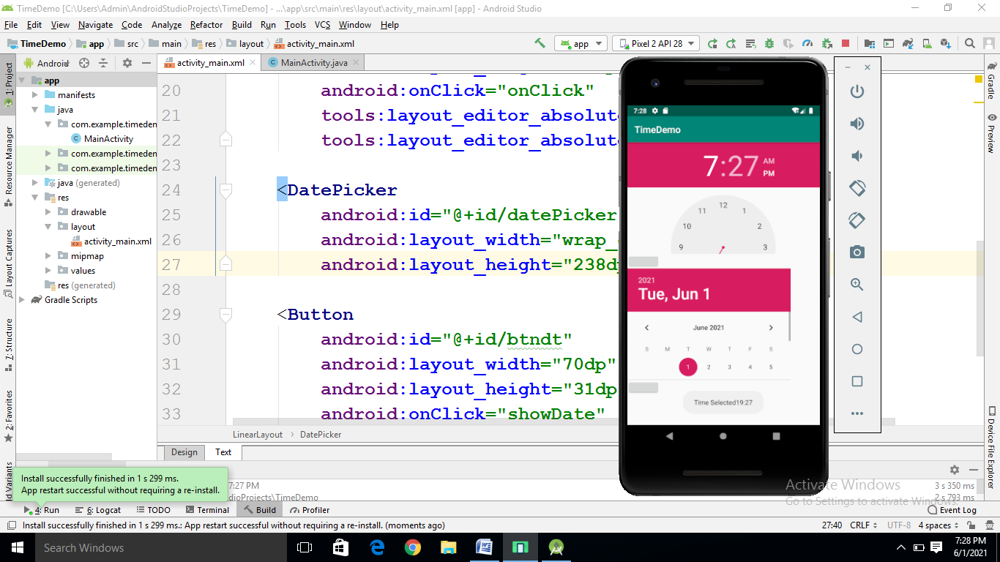 TimeDemo [C:\Users\Admin\AndroidStudioProjects\TimeDemo] - ...\app\src\main\res\layout\activity_main.xml [app] - Android Studio
File Edit View Navigate Code Analyze Refactor Build Run Tools VCS Window Help
TimeDemo app src main res layout activity_main.xml app Pixel 2 API 28
Android activity_main.xml MainActivity.java
1: Project
Resource Manager
Layout Captures
7: Structure
2: Favorites
ld Variants
app
manifests
java
com.example.timeden
MainActivity
com.example.timeden
com.example.timeden
java (generated)
res
drawable
layout
activity_main.xml
mipmap
values
res (generated)
Gradle Scripts
20 android:onClick="onClick"
21 tools:layout_editor_absolute
22 tools:layout_editor_absolute
23
24 <DatePicker
25 android:id="@+id/datePicker
26 android:layout_width="wrap_
27 android:layout_height="238dp
28
29 <Button
30 android:id="@+id/btndt"
31 android:layout_width="70dp"
32 android:layout_height="31dp
33 android:onClick="showDate"
LinearLayout DatePicker
Design Text
7:28
TimeDemo
7:27 AM PM
11 12 1
10 2
9 3
2021
Tue, Jun 1
June 2021
S M T W T F S
1 2 3 4 5
Time Selected19:27
Gradle
Preview
Device File Explorer
Install successfully finished in 1 s 299 ms.
App restart successful without requiring a re-install.
7:27 PM
dioProjects\TimeDemo
3 s 350 ms
2 s 793 ms
Activate Windows
Go to Settings to activate Windows.
4: Run 6: Logcat TODO Terminal Build Profiler Event Log
Install successfully finished in 1 s 299 ms.: App restart successful without requiring a re-install. (moments ago) 27:40 CRLF UTF-8 4 spaces
Search Windows
7:28 PM
6/1/2021